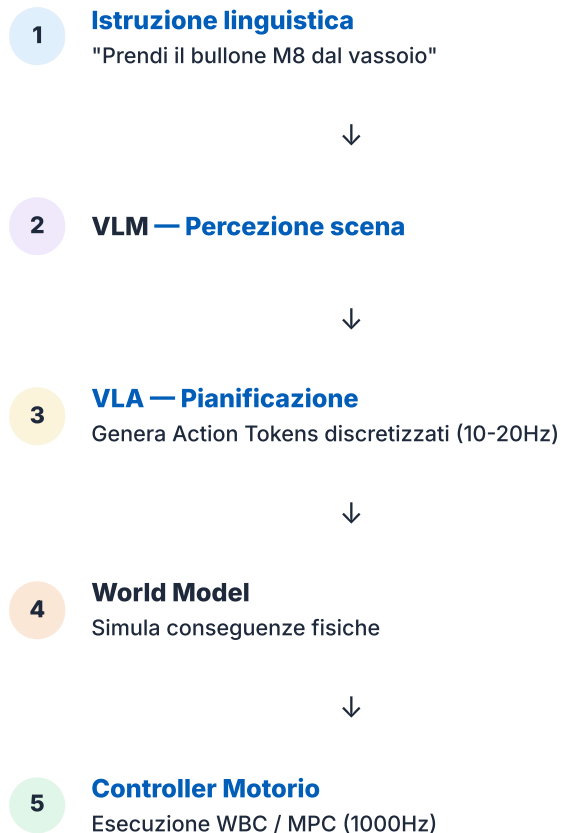 1
Istruzione linguistica
"Prendi il bullone M8 dal vassoio"
↓
2
VLM — Percezione scena
↓
3
VLA — Pianificazione
Genera Action Tokens discretizzati (10-20Hz)
↓
4
World Model
Simula conseguenze fisiche
↓
5
Controller Motorio
Esecuzione WBC / MPC (1000Hz)